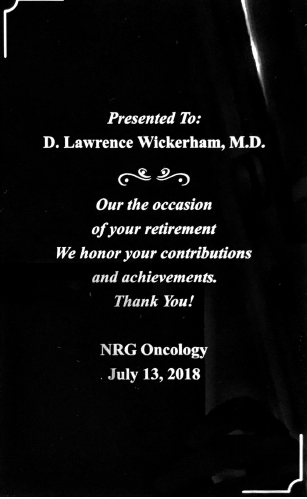 Presented To:
D. Lawrence Wickerham, M.D.
Our the occasion
of your retirement
We honor your contributions
and achievements.
Thank You!
NRG Oncology
July 13, 2018